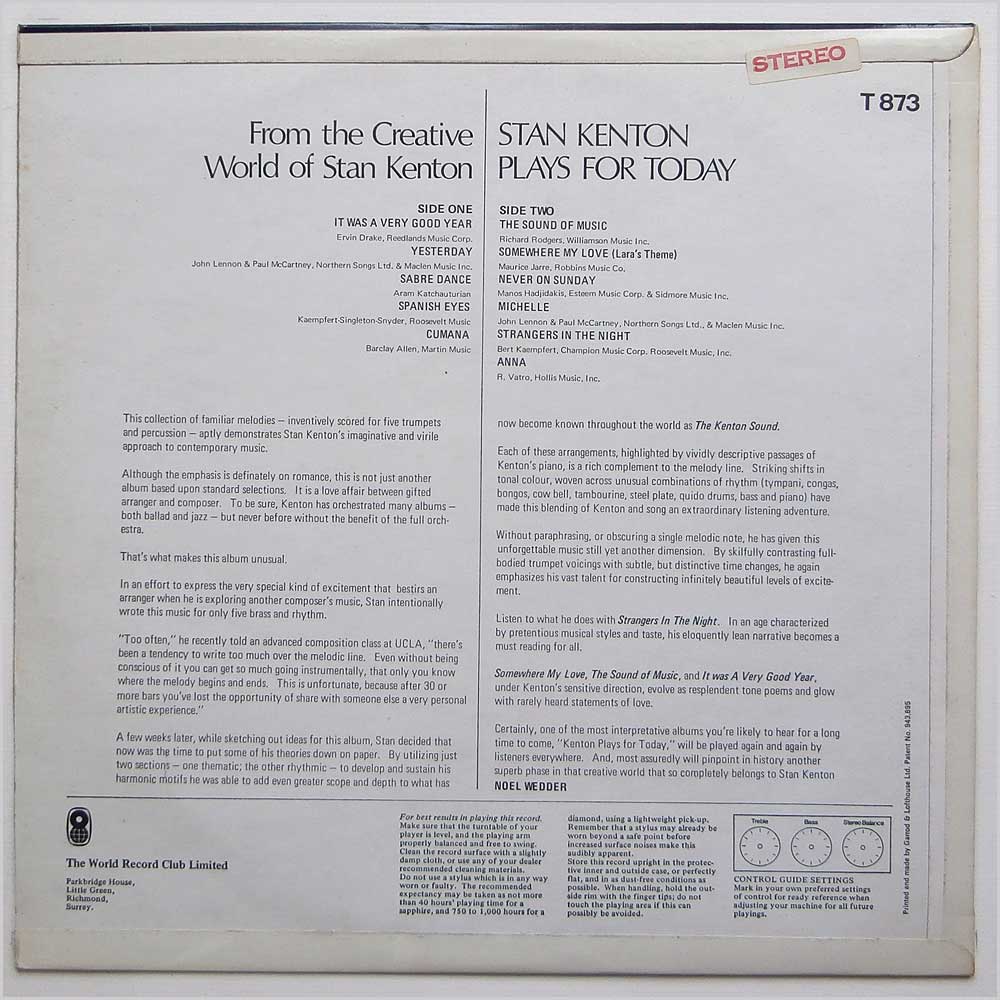 STEREO
T 873
From the Creative
World of Stan Kenton
STAN KENTON
PLAYS FOR TODAY
SIDE ONE
IT WAS A VERY GOOD YEAR
Ervin Drake, Reedlands Music Corp.
YESTERDAY
John Lennon & Paul McCartney, Northern Songs Ltd. & Maclen Music Inc.
SABRE DANCE
Aram Katchauturian
SPANISH EYES
Kaempfert-Singleton-Snyder, Roosevelt Music
CUMANA
Barclay Allen, Martin Music
SIDE TWO
THE SOUND OF MUSIC
Richard Rodgers, Williamson Music Inc.
SOMEWHERE MY LOVE (Lara's Theme)
Maurice Jarre, Robbins Music Co.
NEVER ON SUNDAY
Manos Hadjidakis, Esteem Music Corp. & Sidmore Music Inc.
MICHELLE
John Lennon & Paul McCartney, Northern Songs Ltd., & Maclen Music Inc.
STRANGERS IN THE NIGHT
Bert Kaempfert, Champion Music Corp. Roosevelt Music, Inc.
ANNA
R. Vatro, Hollis Music, Inc.
This collection of familiar melodies – inventively scored for five trumpets
and percussion – aptly demonstrates Stan Kenton's imaginative and virile
approach to contemporary music.
Although the emphasis is definately on romance, this is not just another
album based upon standard selections. It is a love affair between gifted
arranger and composer. To be sure, Kenton has orchestrated many albums –
both ballad and jazz – but never before without the benefit of the full orch-
estra.
That's what makes this album unusual.
In an effort to express the very special kind of excitement that bestirs an
arranger when he is exploring another composer's music, Stan intentionally
wrote this music for only five brass and rhythm.
"Too often," he recently told an advanced composition class at UCLA, "there's
been a tendency to write too much over the melodic line. Even without being
conscious of it you can get so much going instrumentally, that only you know
where the melody begins and ends. This is unfortunate, because after 30 or
more bars you've lost the opportunity of share with someone else a very personal
artistic experience."
A few weeks later, while sketching out ideas for this album, Stan decided that
now was the time to put some of his theories down on paper. By utilizing just
two sections – one thematic; the other rhythmic – to develop and sustain his
harmonic motifs he was able to add even greater scope and depth to what has
now become known throughout the world as The Kenton Sound.
Each of these arrangements, highlighted by vividly descriptive passages of
Kenton's piano, is a rich complement to the melody line. Striking shifts in
tonal colour, woven across unusual combinations of rhythm (tympani, congas,
bongos, cow bell, tambourine, steel plate, quido drums, bass and piano) have
made this blending of Kenton and song an extraordinary listening adventure.
Without paraphrasing, or obscuring a single melodic note, he has given this
unforgettable music still yet another dimension. By skilfully contrasting full-
bodied trumpet voicings with subtle, but distinctive time changes, he again
emphasizes his vast talent for constructing infinitely beautiful levels of excite-
ment.
Listen to what he does with Strangers In The Night. In an age characterized
by pretentious musical styles and taste, his eloquently lean narrative becomes a
must reading for all.
Somewhere My Love, The Sound of Music, and It was A Very Good Year,
under Kenton's sensitive direction, evolve as resplendent tone poems and glow
with rarely heard statements of love.
Certainly, one of the most interpretative albums you're likely to hear for a long
time to come, "Kenton Plays for Today," will be played again and again by
listeners everywhere. And, most assuredly will pinpoint in history another
superb phase in that creative world that so completely belongs to Stan Kenton
NOEL WEDDER
The World Record Club Limited
Parkbridge House,
Little Green,
Richmond,
Surrey.
For best results in playing this record.
Make sure that the turntable of your
player is level, and the playing arm
properly balanced and free to swing.
Clean the record surface with a slightly
damp cloth, or use any of your dealer
recommended cleaning materials.
Do not use a stylus which is in any way
worn or faulty. The recommended
expectancy may be taken as not more
than 40 hours' playing time for a
sapphire, and 750 to 1,000 hours for a
diamond, using a lightweight pick-up.
Remember that a stylus may already be
worn beyond a safe point before
increased surface noises make this
audibly apparent.
Store this record upright in the protec-
tive inner and outside case, or perfectly
flat, and in as dust-free conditions as
possible. When handling, hold the out-
side rim with the finger tips; do not
touch the playing area if this can
possibly be avoided.
Treble
Bass
Stereo Balance
CONTROL GUIDE SETTINGS
Mark in your own preferred settings
of control for ready reference when
adjusting your machine for all future
playings.
Printed and made by Garrod & Lofthouse Ltd. Patent No. 943,895